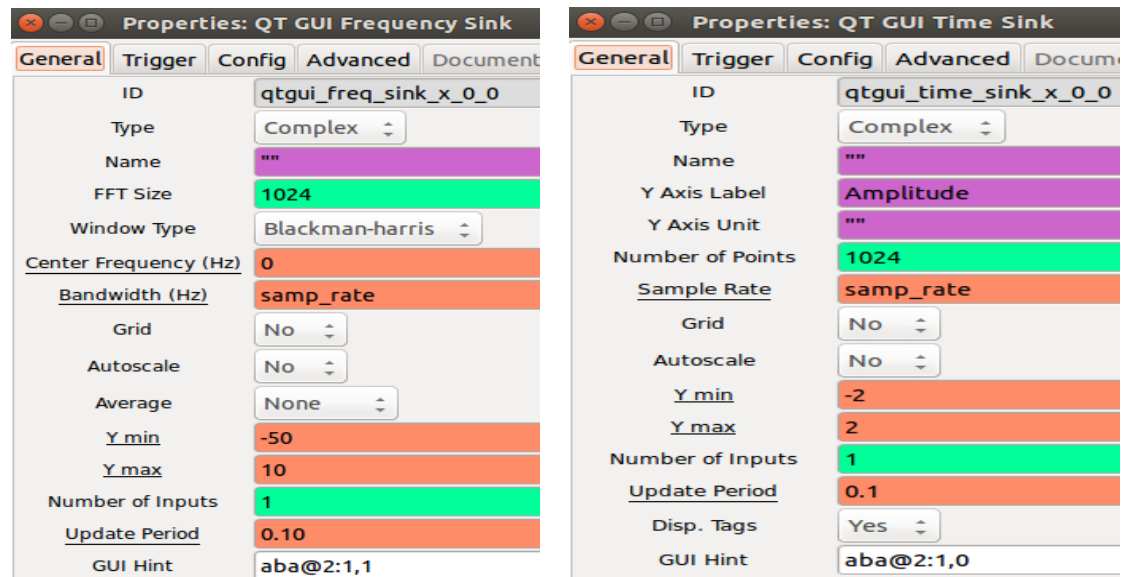 Properties: QT GUI Frequency Sink
General Trigger Config Advanced Document
ID qtgui_freq_sink_x_0_0
Type Complex
Name ""
FFT Size 1024
Window Type Blackman-harris
Center Frequency (Hz) 0
Bandwidth (Hz) samp_rate
Grid No
Autoscale No
Average None
Y min -50
Y max 10
Number of Inputs 1
Update Period 0.10
GUI Hint aba@2:1,1
Properties: QT GUI Time Sink
General Trigger Config Advanced Docume
ID qtgui_time_sink_x_0_0
Type Complex
Name ""
Y Axis Label Amplitude
Y Axis Unit ""
Number of Points 1024
Sample Rate samp_rate
Grid No
Autoscale No
Y min -2
Y max 2
Number of Inputs 1
Update Period 0.1
Disp. Tags Yes
GUI Hint aba@2:1,0